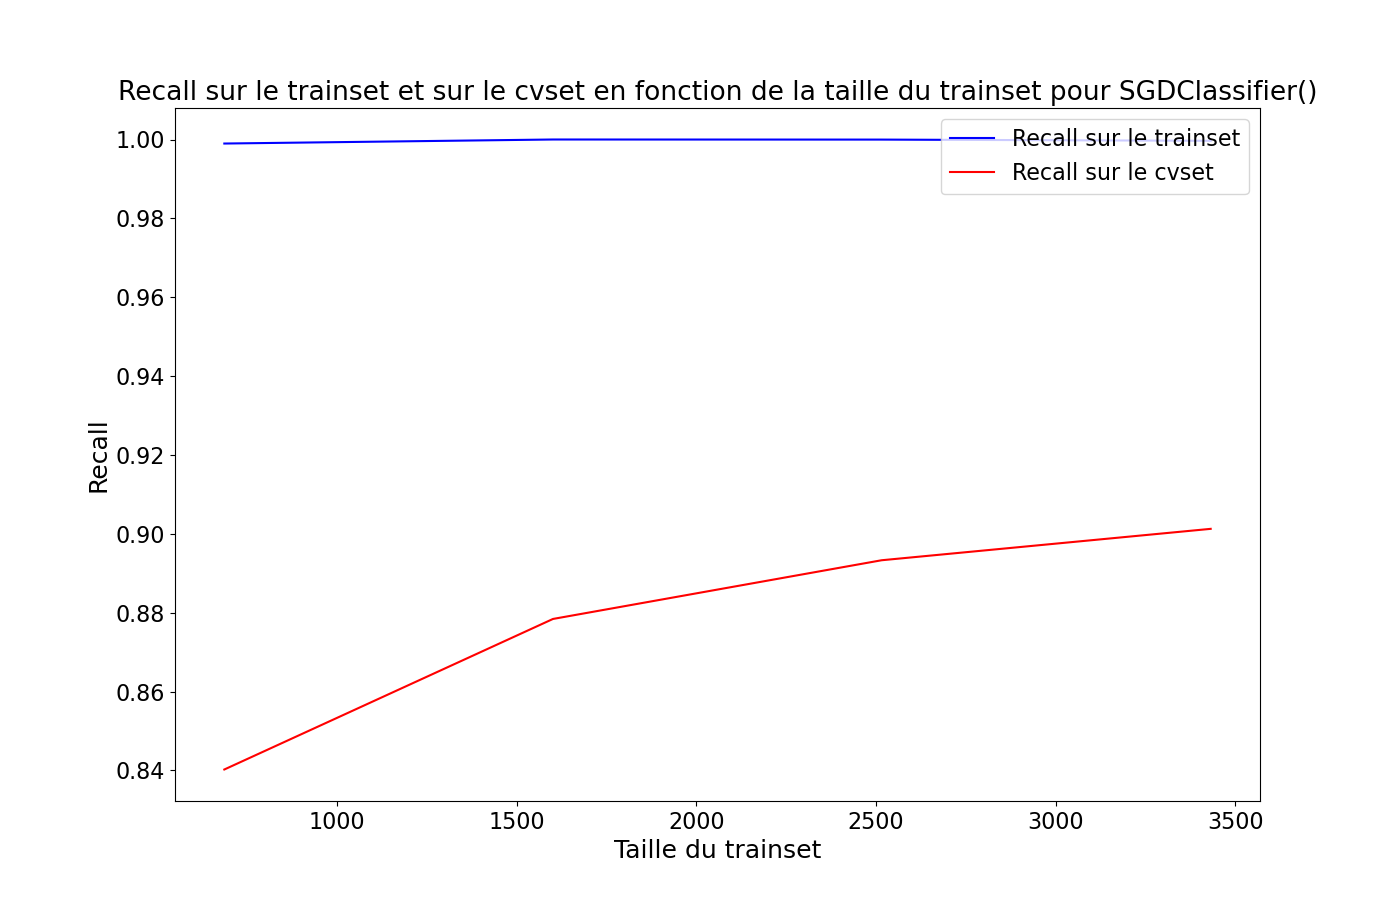 Recall sur le trainset et sur le cvset en fonction de la taille du trainset pour SGDClassifier()
Recall sur le trainset
Recall sur le cvset
1.00
0.98
0.96
0.94
0.92
0.90
0.88
0.86
0.84
Recall
1000 1500 2000 2500 3000 3500
Taille du trainset